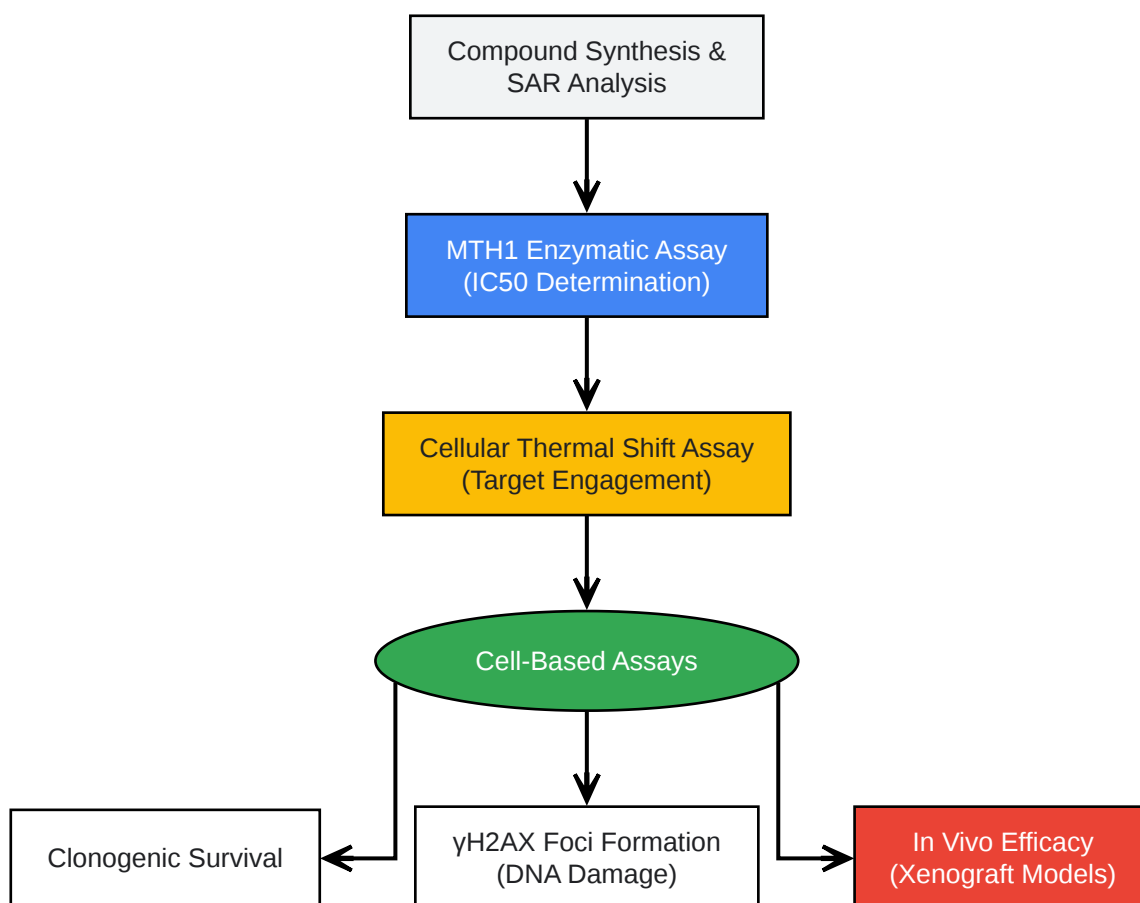 Compound Synthesis &
SAR Analysis
MTH1 Enzymatic Assay
(IC50 Determination)
Cellular Thermal Shift Assay
(Target Engagement)
Cell-Based Assays
Clonogenic Survival
γH2AX Foci Formation
(DNA Damage)
In Vivo Efficacy
(Xenograft Models)